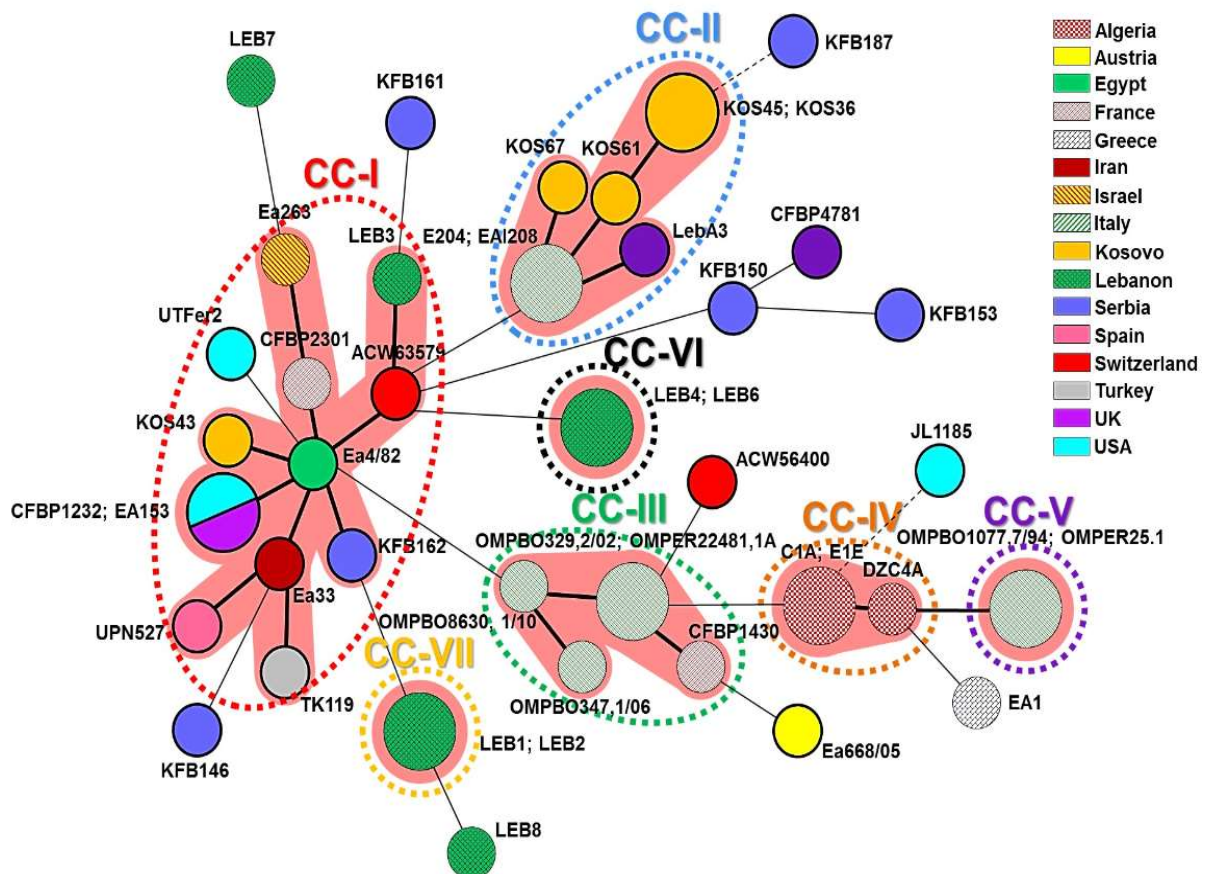 LEB7
KFB161
CC-II
KFB187
KOS45; KOS36
KOS67
KOS61
CC-I
Ea263
LEB3
E204; EAI208
LebA3
CFBP4781
KFB150
KFB153
UTFer2
CFBP2301
ACW63579
CC-VI
LEB4; LEB6
KOS43
Ea4/82
CFBP1232; EA153
KFB162
Ea33
UPN527
TK119
KFB146
ACW56400
CC-III
OMPBO329,2/02; OMPER22481,1A
OMPBO8630, 1/10
CFBP1430
OMPBO347,1/06
Ea668/05
CC-VII
LEB1; LEB2
LEB8
JL1185
CC-IV
CC-V
OMPBO1077,7/94; OMPER25.1
C1A; E1E
DZC4A
EA1
Algeria
Austria
Egypt
France
Greece
Iran
Israel
Italy
Kosovo
Lebanon
Serbia
Spain
Switzerland
Turkey
UK
USA